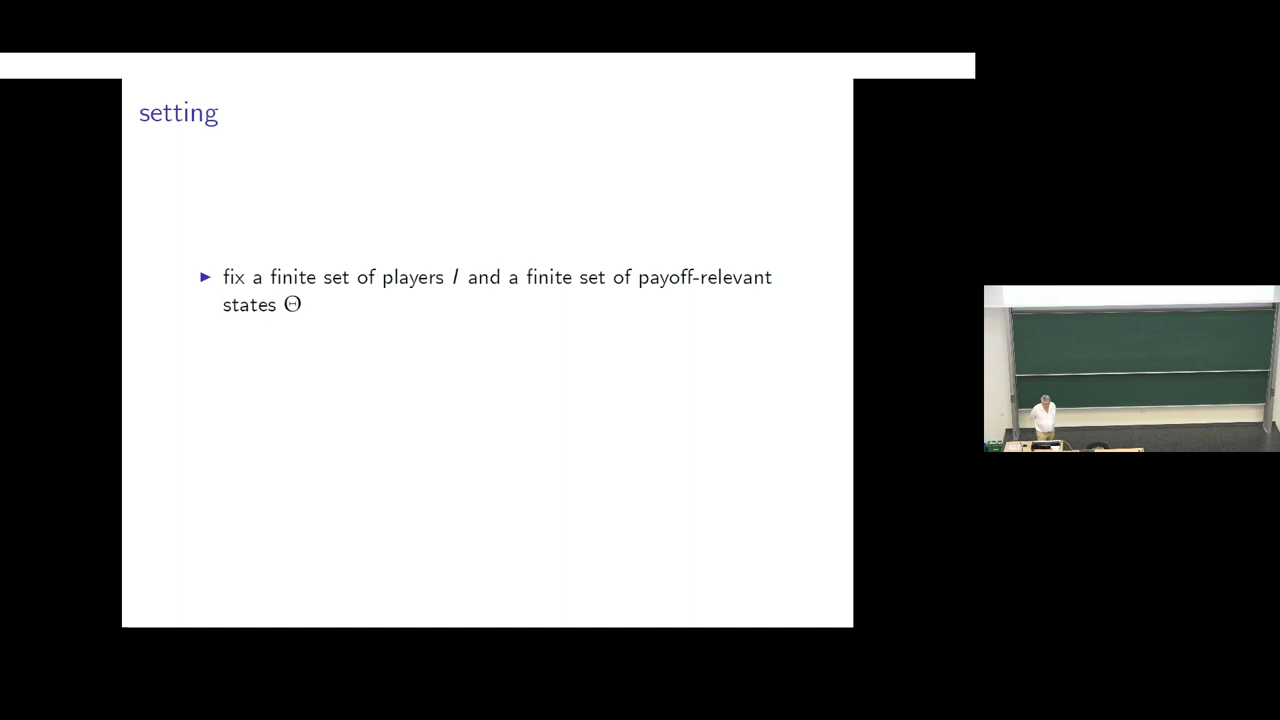 setting
▶ fix a finite set of players I and a finite set of payoff-relevant
states Θ